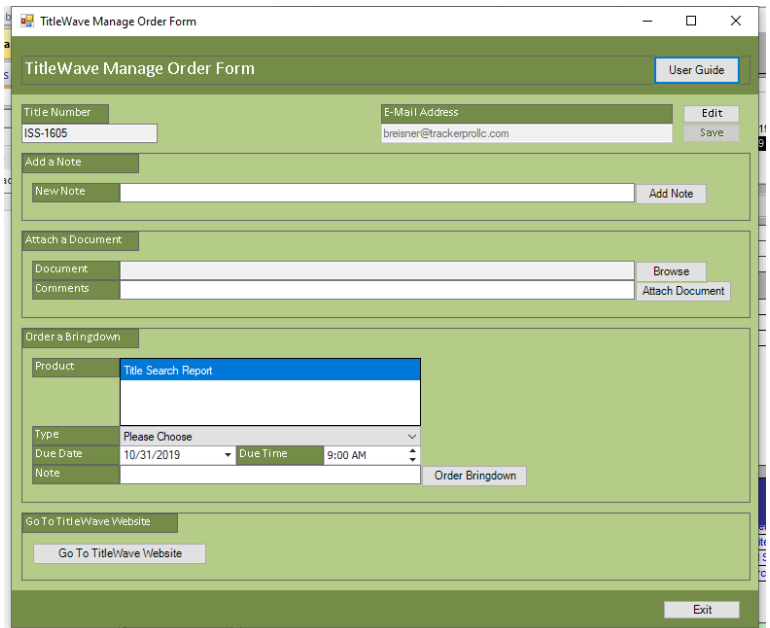 TitleWave Manage Order Form
TitleWave Manage Order Form
User Guide
Title Number
E-Mail Address
Edit
ISS-1605
breisner@trackerprollc.com
Save
Add a Note
New Note
Add Note
Attach a Document
Document
Browse
Comments
Attach Document
Order a Bringdown
Product
Title Search Report
Type
Please Choose
Due Date
10/31/2019
Due Time
9:00 AM
Note
Order Bringdown
Go To TitleWave Website
Go To TitleWave Website
Exit